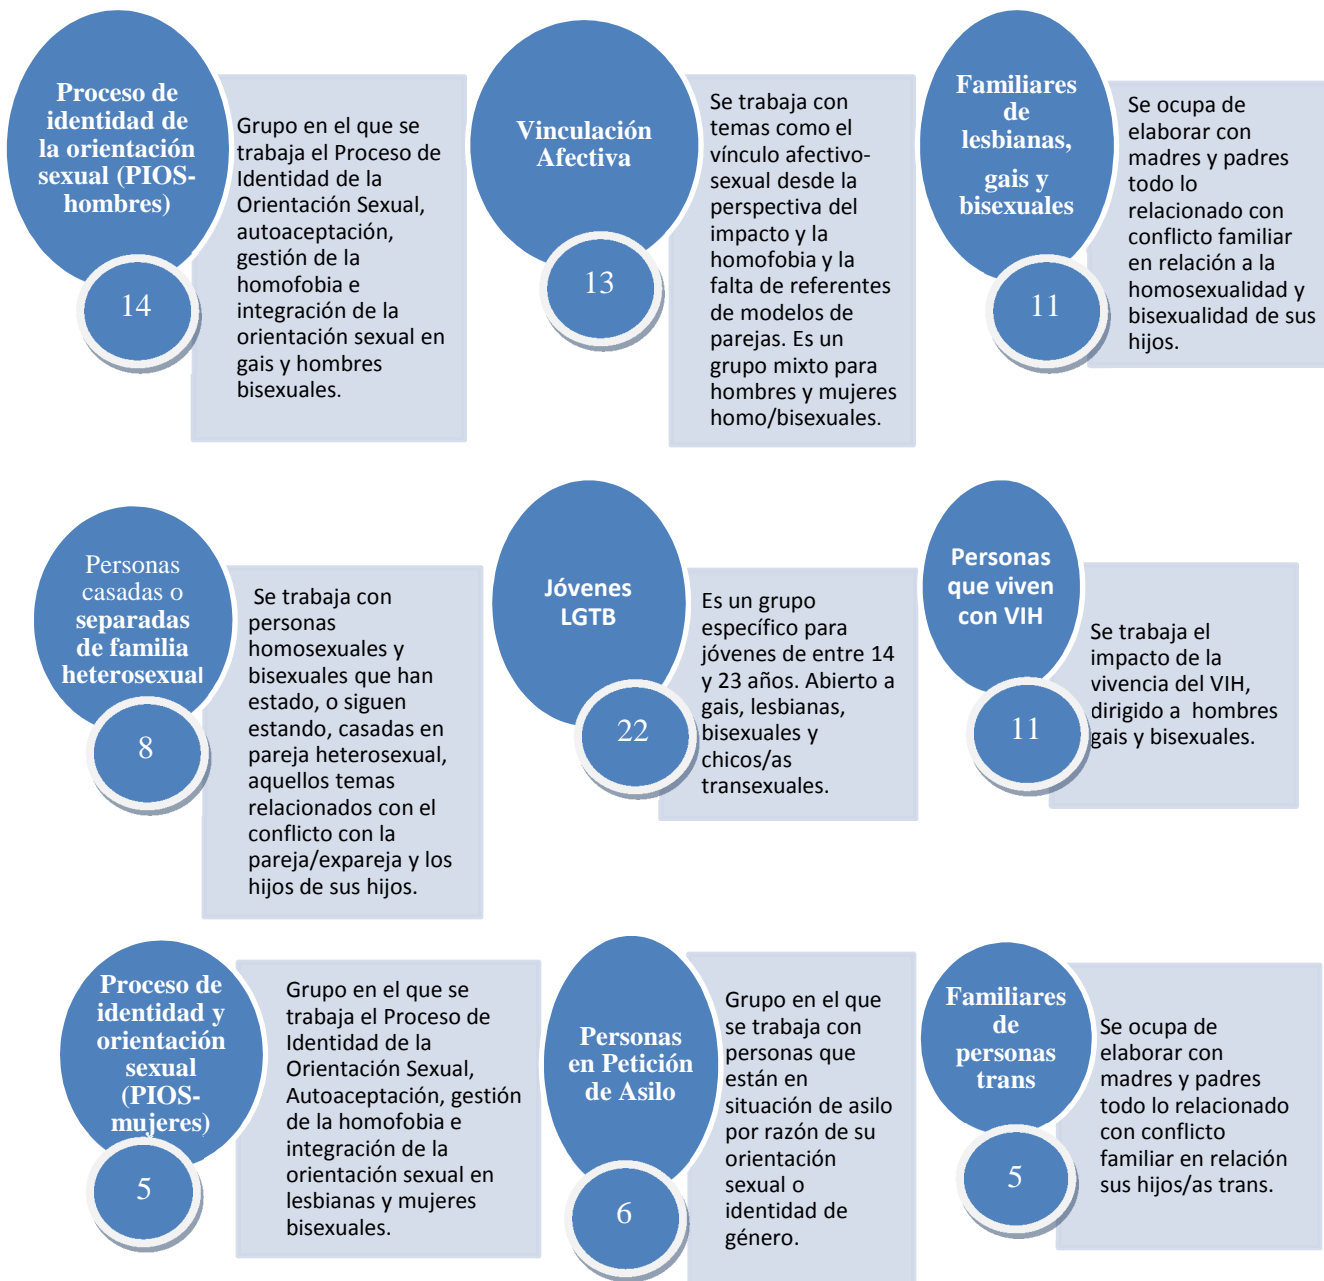 Proceso de
identidad de
la orientación
sexual (PIOS-
hombres)
14
Grupo en el que se
trabaja el Proceso de
Identidad de la
Orientación Sexual,
autoaceptación,
gestión de la
homofobia e
integración de la
orientación sexual en
gais y hombres
bisexuales.
Vinculación
Afectiva
13
Se trabaja con
temas como el
vínculo afectivo-
sexual desde la
perspectiva del
impacto y la
homofobia y la
falta de referentes
de modelos de
parejas. Es un
grupo mixto para
hombres y mujeres
homo/bisexuales.
Familiares
de
lesbianas,
gais y
bisexuales
11
Se ocupa de
elaborar con
madres y padres
todo lo
relacionado con
conflicto familiar
en relación a la
homosexualidad y
bisexualidad de sus
hijos.
Personas
casadas o
separadas
de familia
heterosexual
8
Se trabaja con
personas
homosexuales y
bisexuales que han
estado, o siguen
estando, casadas en
pareja heterosexual,
aquellos temas
relacionados con el
conflicto con la
pareja/expareja y los
hijos de sus hijos.
Jóvenes
LGTB
22
Es un grupo
específico para
jóvenes de entre 14
y 23 años. Abierto a
gais, lesbianas,
bisexuales y
chicos/as
transexuales.
Personas
que viven
con VIH
11
Se trabaja el
impacto de la
vivencia del VIH,
dirigido a hombres
gais y bisexuales.
Proceso de
identidad y
orientación
sexual
(PIOS-
mujeres)
5
Grupo en el que se
trabaja el Proceso de
Identidad de la
Orientación Sexual,
Autoaceptación, gestión
de la homofobia e
integración de la
orientación sexual en
lesbianas y mujeres
bisexuales.
Personas
en Petición
de Asilo
6
Grupo en el que
se trabaja con
personas que
están en
situación de asilo
por razón de su
orientación
sexual o
identidad de
género.
Familiares
de
personas
trans
5
Se ocupa de
elaborar con
madres y padres
todo lo relacionado
con conflicto
familiar en relación
sus hijos/as trans.